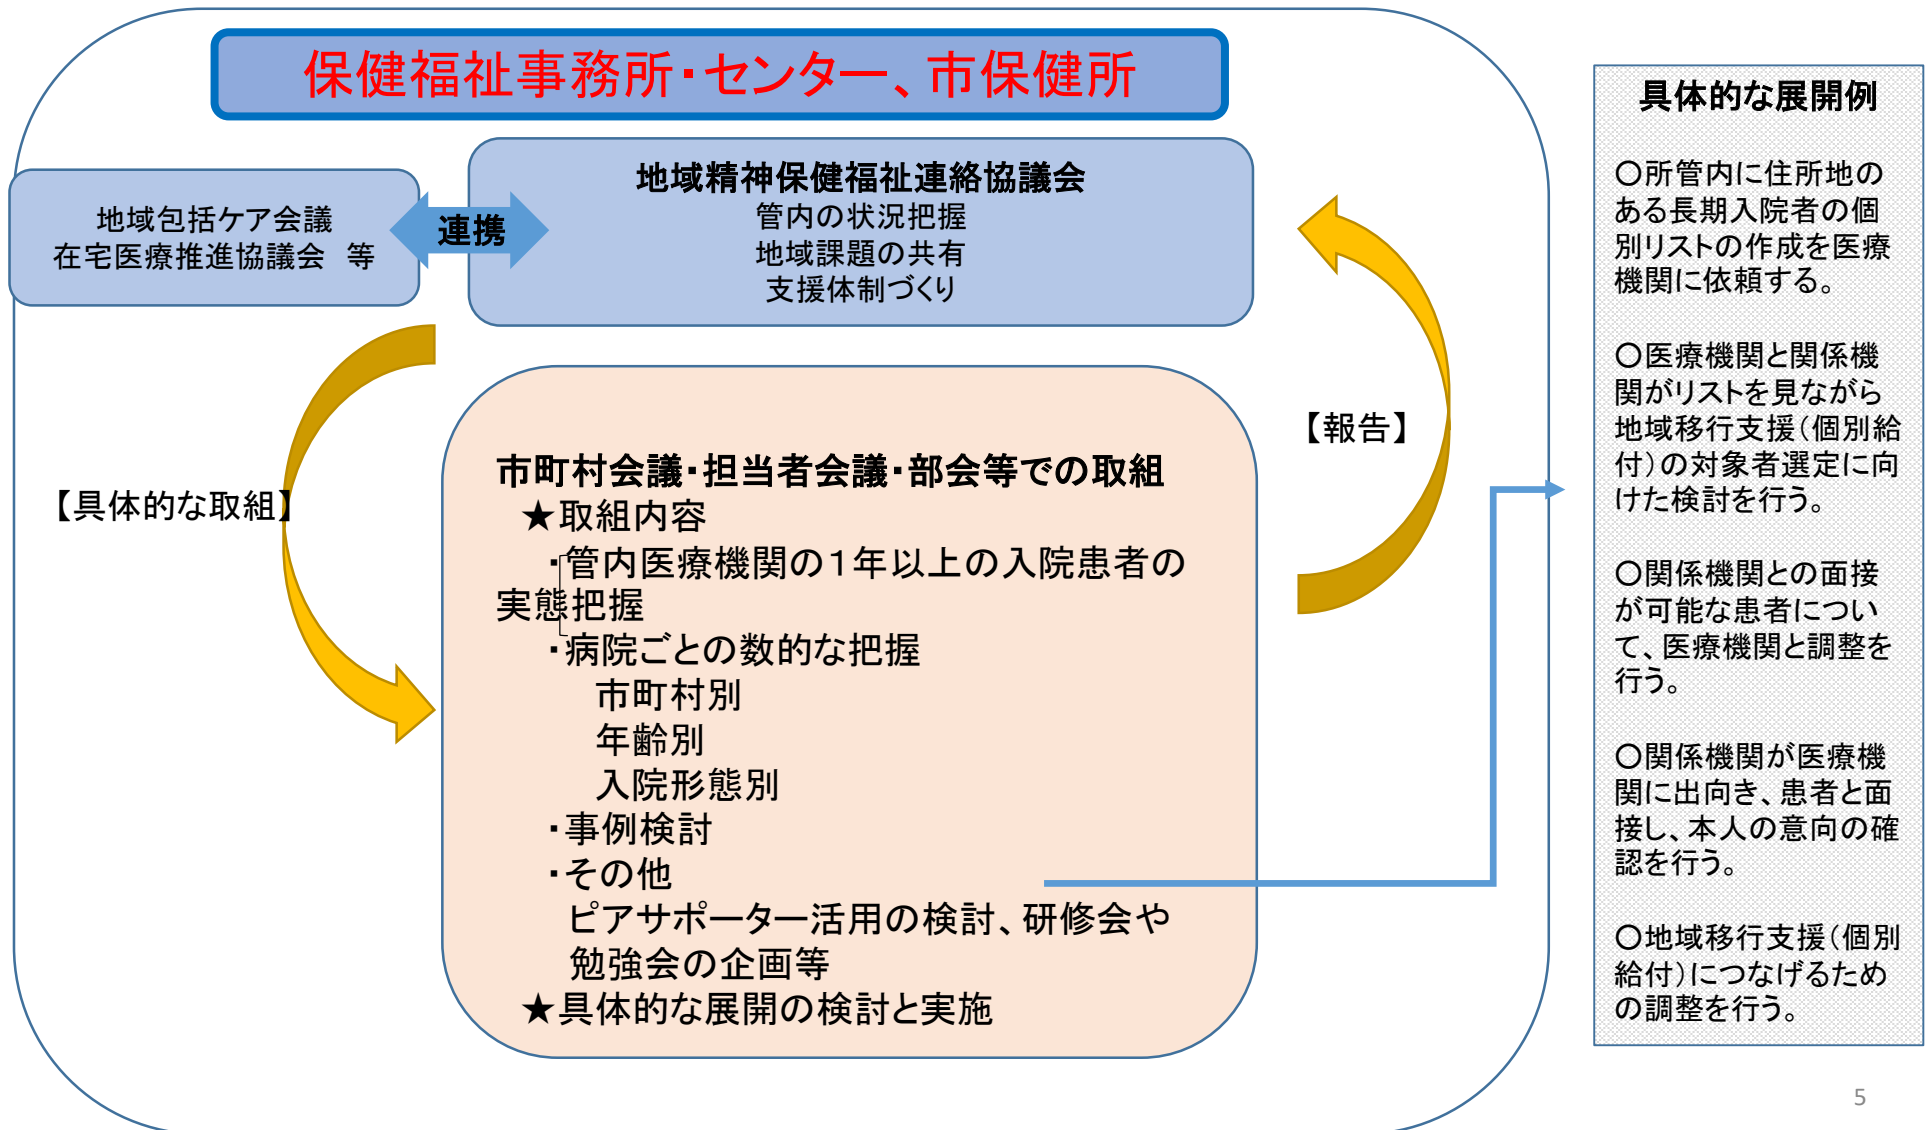 保健福祉事務所・センター、市保健所
地域包括ケア会議
在宅医療推進協議会　等
連携
地域精神保健福祉連絡協議会
管内の状況把握
地域課題の共有
支援体制づくり
【具体的な取組】
【報告】
市町村会議・担当者会議・部会等での取組
★取組内容
・管内医療機関の１年以上の入院患者の
実態把握
・病院ごとの数的な把握
市町村別
年齢別
入院形態別
・事例検討
・その他
ピアサポーター活用の検討、研修会や
勉強会の企画等
★具体的な展開の検討と実施
具体的な展開例
〇所管内に住所地の
ある長期入院者の個
別リストの作成を医療
機関に依頼する。
〇医療機関と関係機
関がリストを見ながら
地域移行支援（個別給
付）の対象者選定に向
けた検討を行う。
〇関係機関との面接
が可能な患者につい
て、医療機関と調整を
行う。
〇関係機関が医療機
関に出向き、患者と面
接し、本人の意向の確
認を行う。
〇地域移行支援（個別
給付）につなげるため
の調整を行う。
5